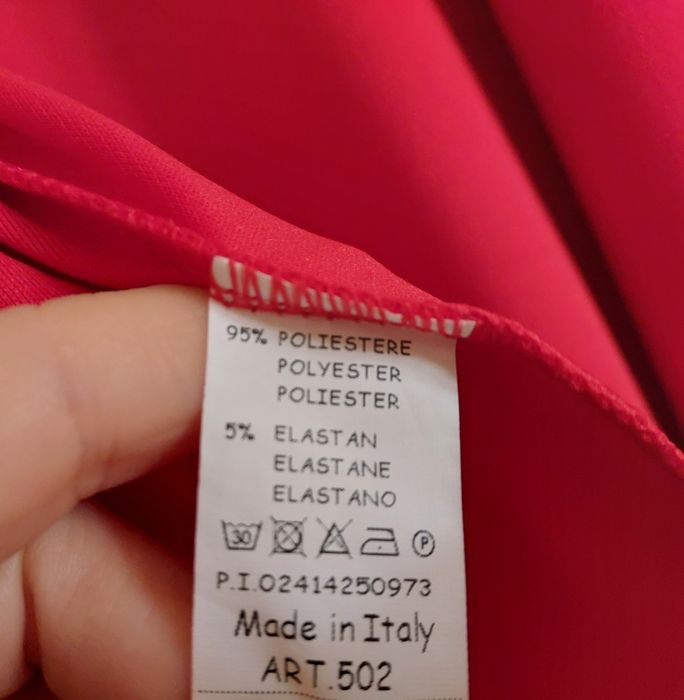 95% POLIESTERE
POLYESTER
POLIESTER
5% ELASTAN
ELASTANE
ELASTANO
30 P
P.I.02414250973
Made in Italy
ART.502